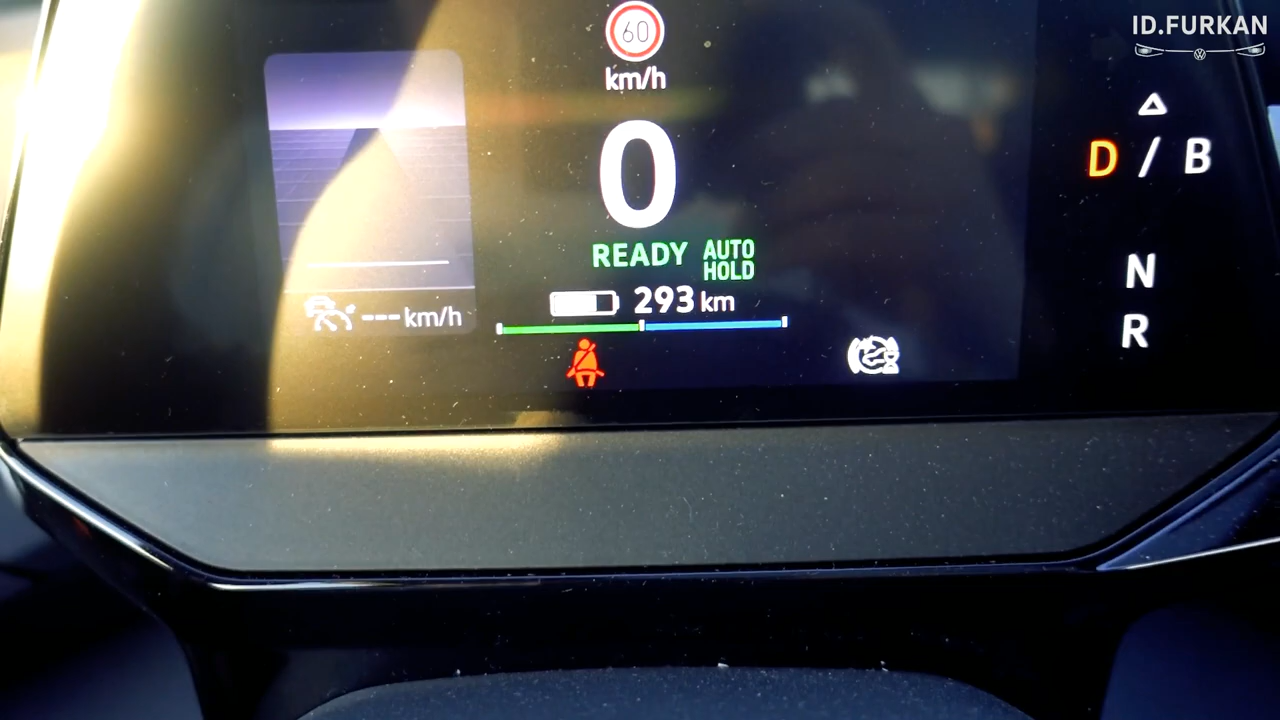 ID.FURKAN
60
km/h
0
D / B
READY AUTO HOLD
N
293 km
--- km/h
R